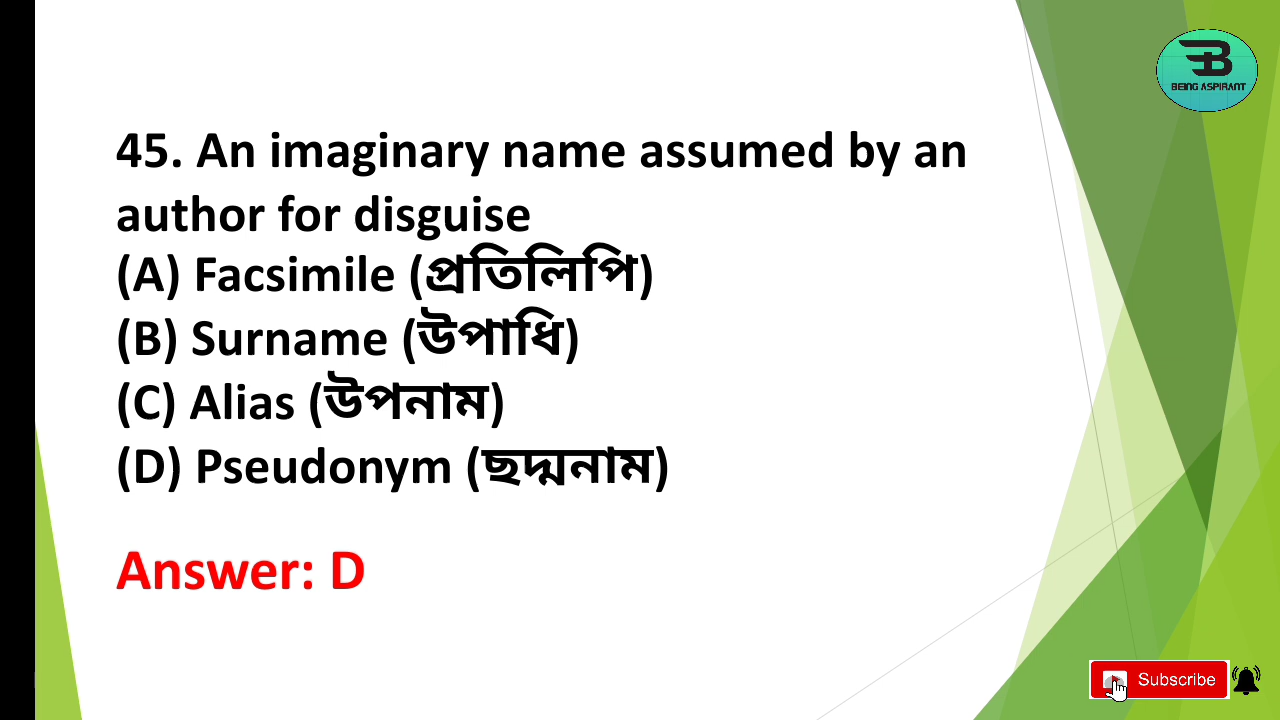 BEING ASPIRANT
45. An imaginary name assumed by an
author for disguise
(A) Facsimile (প্রতিলিপি)
(B) Surname (উপাধি)
(C) Alias (উপনাম)
(D) Pseudonym (ছদ্মনাম)
Answer: D
Subscribe